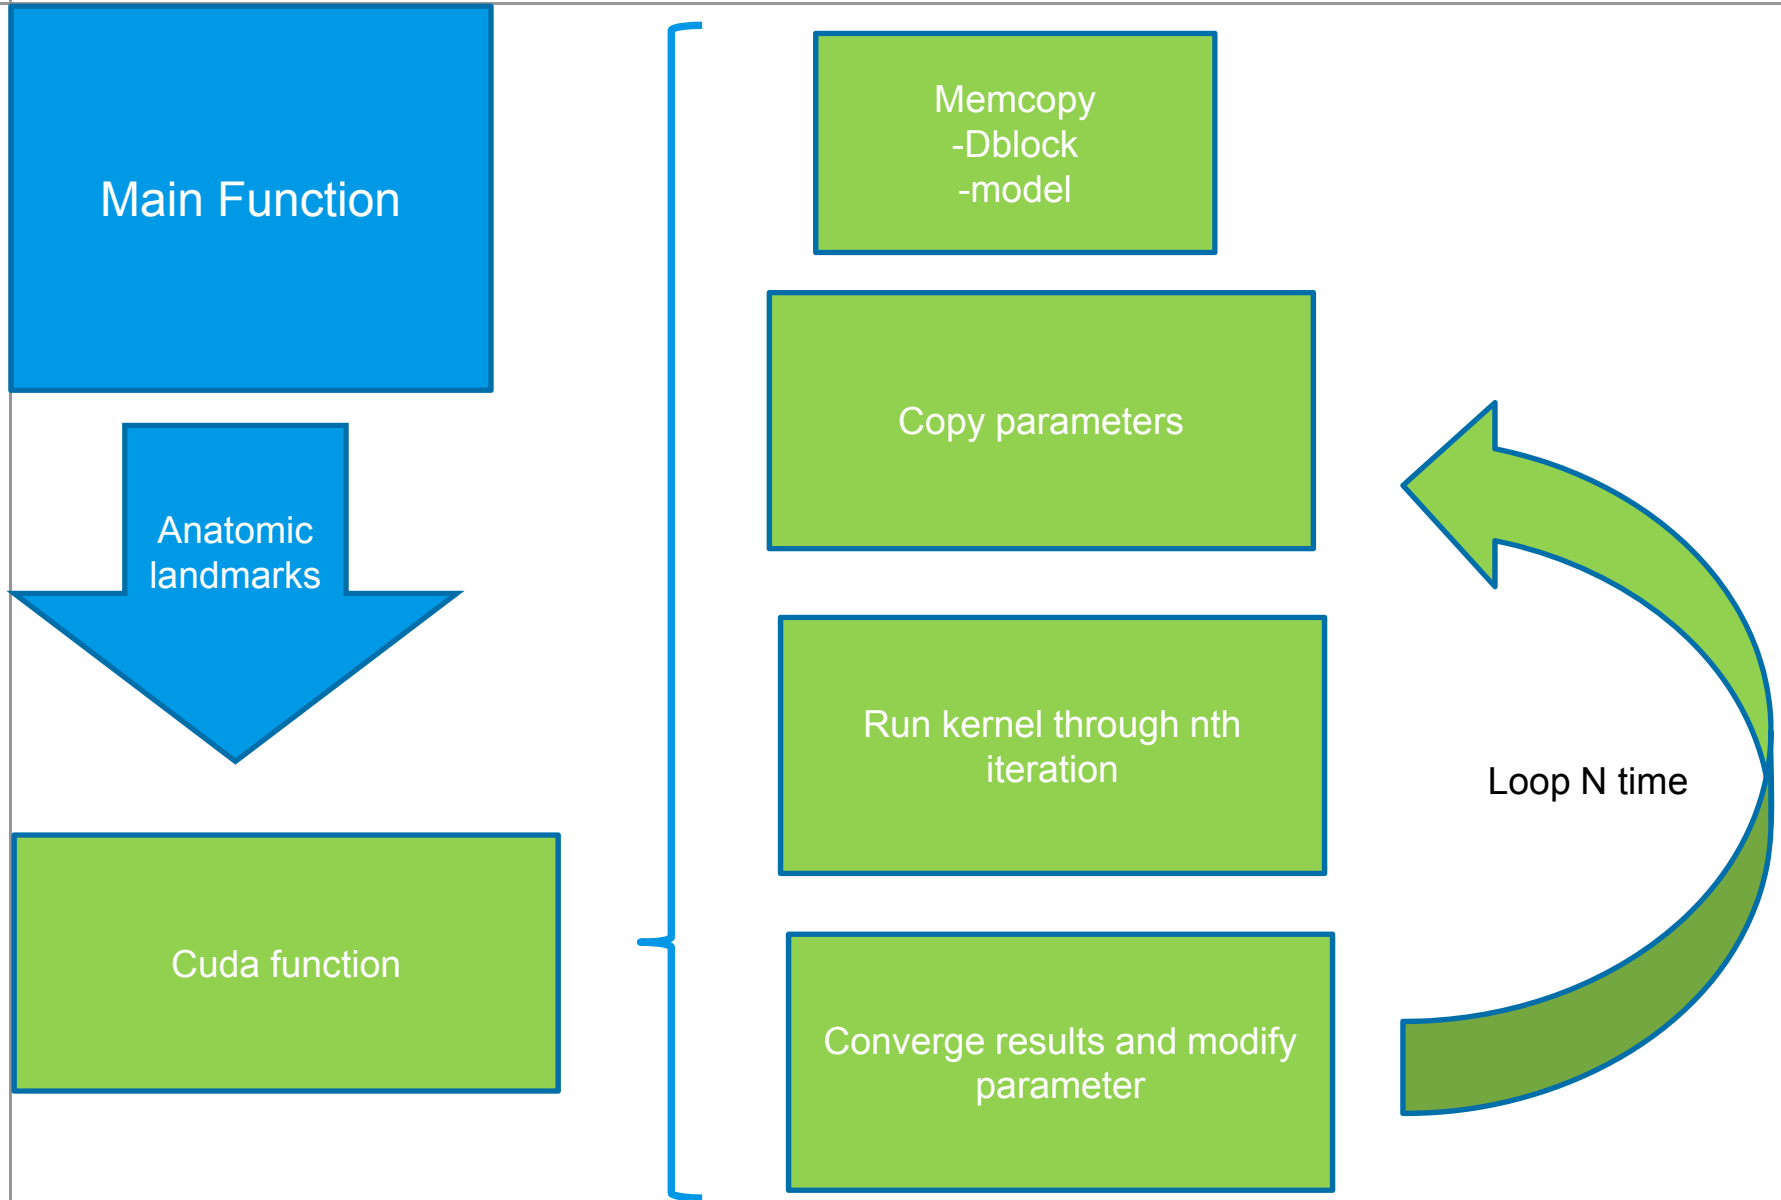 Main Function
Anatomic
landmarks
Cuda function
Memcopy
-Dblock
-model
Copy parameters
Run kernel through nth
iteration
Converge results and modify
parameter
Loop N time